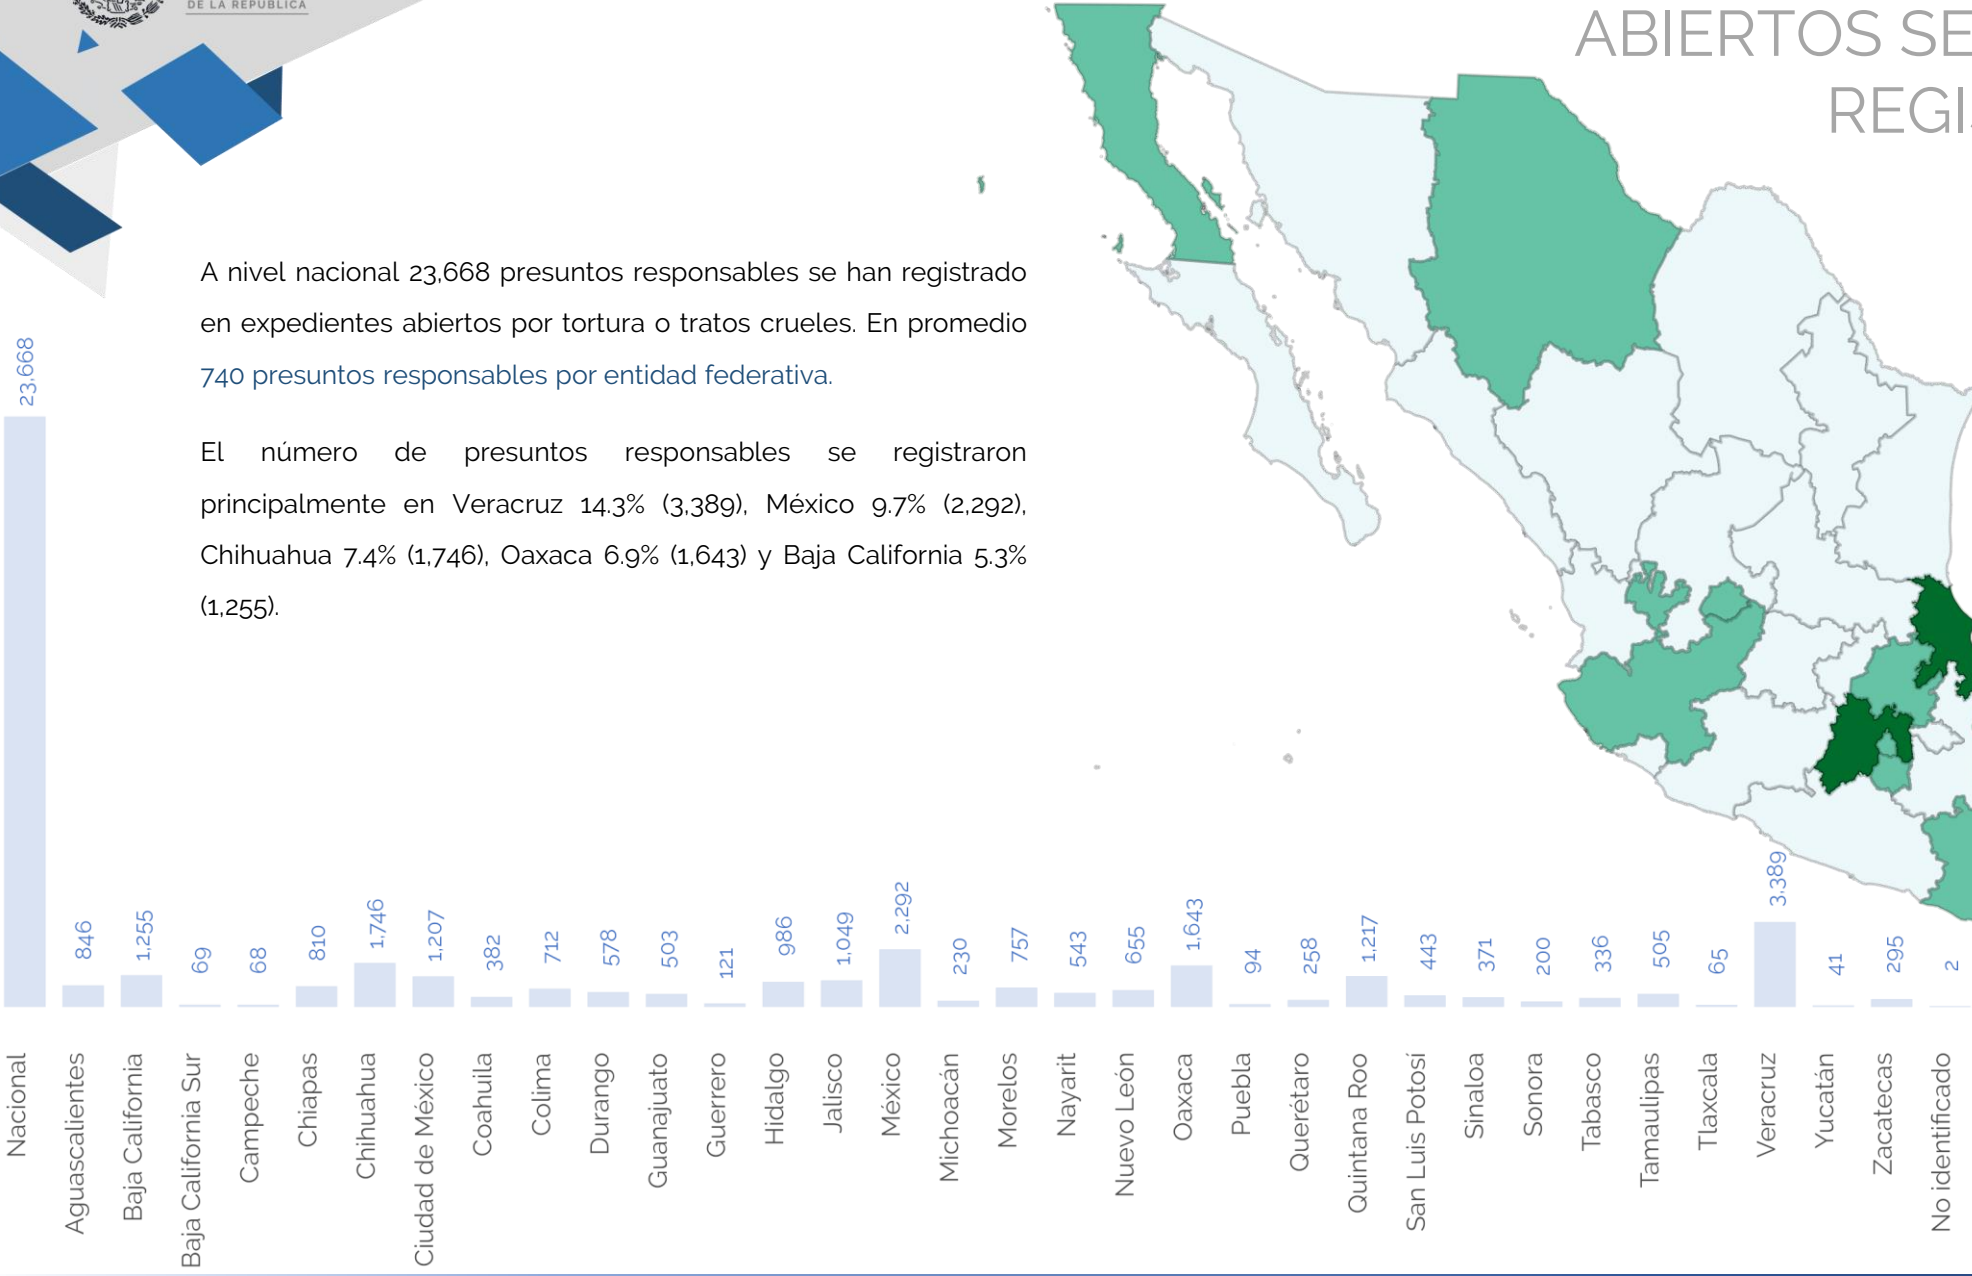 DE LA REPÚBLICA
ABIERTOS SE
REGIS
A nivel nacional 23,668 presuntos responsables se han registrado
en expedientes abiertos por tortura o tratos crueles. En promedio
740 presuntos responsables por entidad federativa.
El número de presuntos responsables se registraron
principalmente en Veracruz 14.3% (3,389), México 9.7% (2,292),
Chihuahua 7.4% (1,746), Oaxaca 6.9% (1,643) y Baja California 5.3%
(1,255).
23,668
846
1,255
69
68
810
1,746
1,207
382
712
578
503
121
986
1,049
2,292
230
757
543
655
1,643
94
258
1,217
443
371
200
336
505
65
3,389
41
295
2
Nacional
Aguascalientes
Baja California
Baja California Sur
Campeche
Chiapas
Chihuahua
Ciudad de México
Coahuila
Colima
Durango
Guanajuato
Guerrero
Hidalgo
Jalisco
México
Michoacán
Morelos
Nayarit
Nuevo León
Oaxaca
Puebla
Querétaro
Quintana Roo
San Luis Potosí
Sinaloa
Sonora
Tabasco
Tamaulipas
Tlaxcala
Veracruz
Yucatán
Zacatecas
No identificado